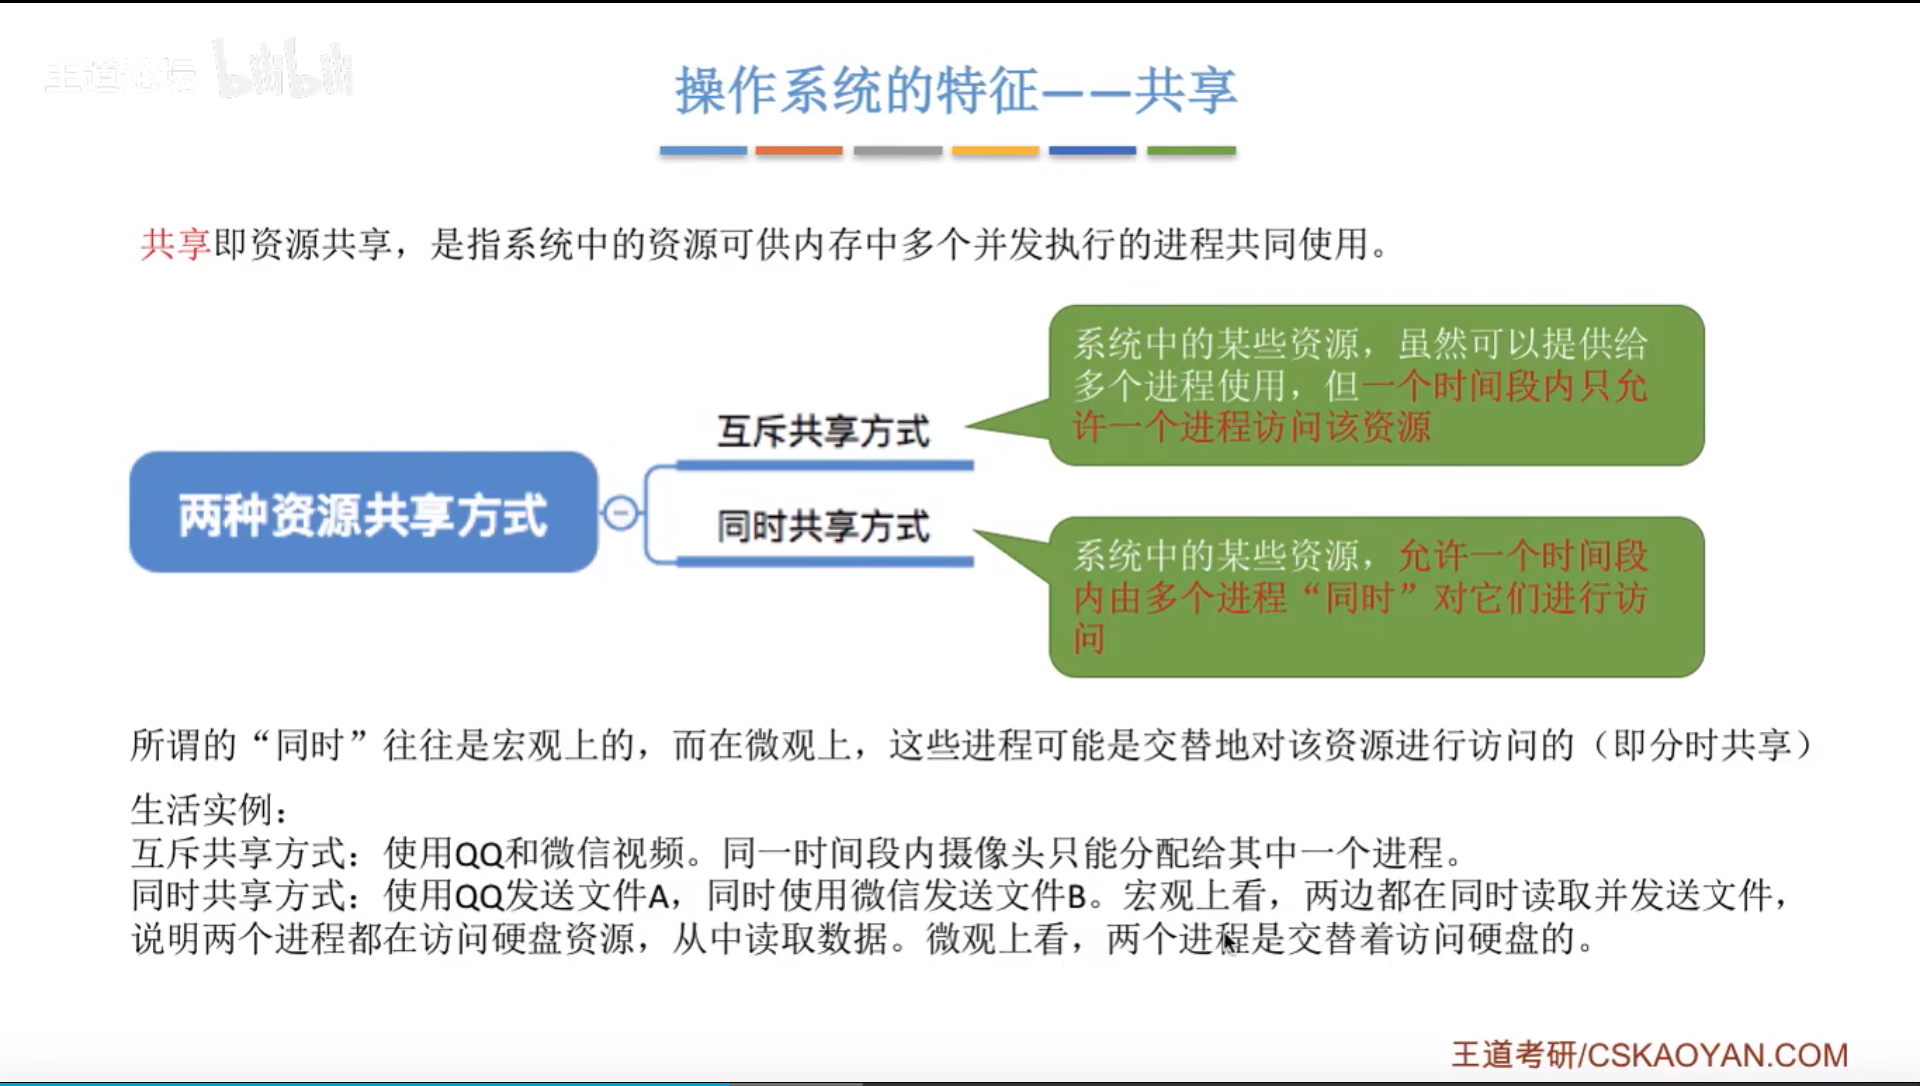 王道论坛 bilibili
操作系统的特征——共享
共享即资源共享，是指系统中的资源可供内存中多个并发执行的进程共同使用。
系统中的某些资源，虽然可以提供给
多个进程使用，但一个时间段内只允
许一个进程访问该资源
互斥共享方式
两种资源共享方式
同时共享方式
系统中的某些资源，允许一个时间段
内由多个进程“同时”对它们进行访
问
所谓的“同时”往往是宏观上的，而在微观上，这些进程可能是交替地对该资源进行访问的（即分时共享）
生活实例：
互斥共享方式：使用QQ和微信视频。同一时间段内摄像头只能分配给其中一个进程。
同时共享方式：使用QQ发送文件A，同时使用微信发送文件B。宏观上看，两边都在同时读取并发送文件，
说明两个进程都在访问硬盘资源，从中读取数据。微观上看，两个进程是交替着访问硬盘的。
王道考研/CSKAOYAN.COM